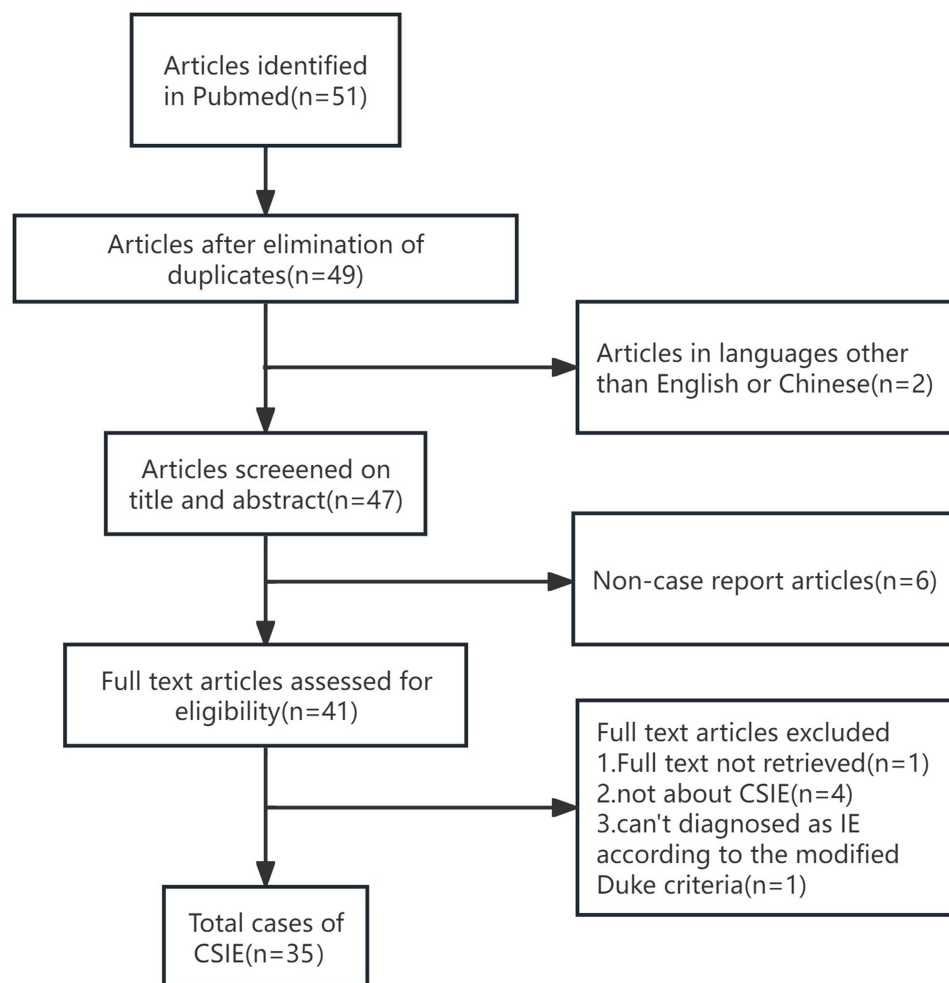 Articles identified
in Pubmed(n=51)
Articles after elimination of
duplicates(n=49)
Articles in languages other
than English or Chinese(n=2)
Articles screeened on
title and abstract(n=47)
Non-case report articles(n=6)
Full text articles assessed for
eligibility(n=41)
Full text articles excluded
1.Full text not retrieved(n=1)
2.not about CSIE(n=4)
3.can't diagnosed as IE
according to the modified
Duke criteria(n=1)
Total cases of
CSIE(n=35)